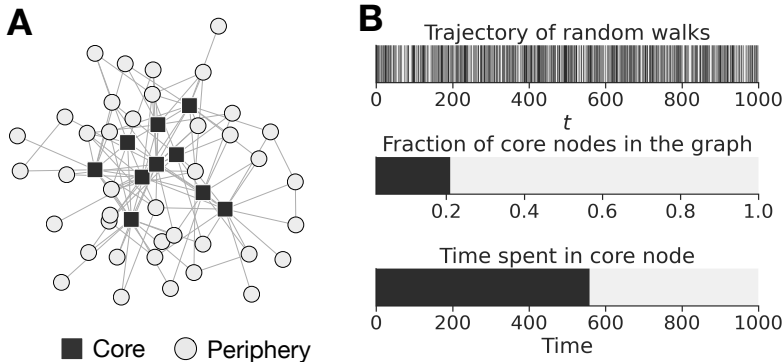 A
Core
Periphery
B
Trajectory of random walks
0 200 400 600 800 1000
t
Fraction of core nodes in the graph
0.2 0.4 0.6 0.8 1.0
Time spent in core node
0 200 400 600 800 1000
Time